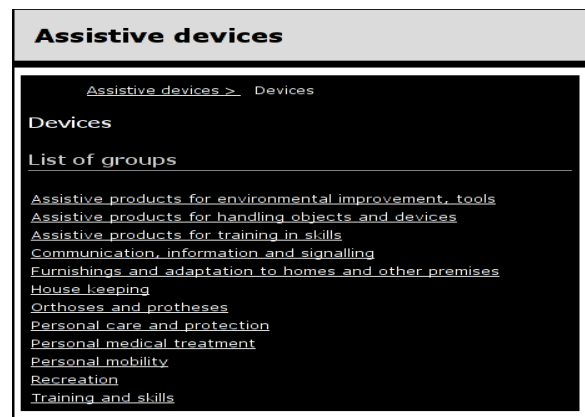 Assistive devices
Assistive devices > Devices
Devices
List of groups
Assistive products for environmental improvement, tools
Assistive products for handling objects and devices
Assistive products for training in skills
Communication, information and signalling
Furnishings and adaptation to homes and other premises
House keeping
Orthoses and protheses
Personal care and protection
Personal medical treatment
Personal mobility
Recreation
Training and skills